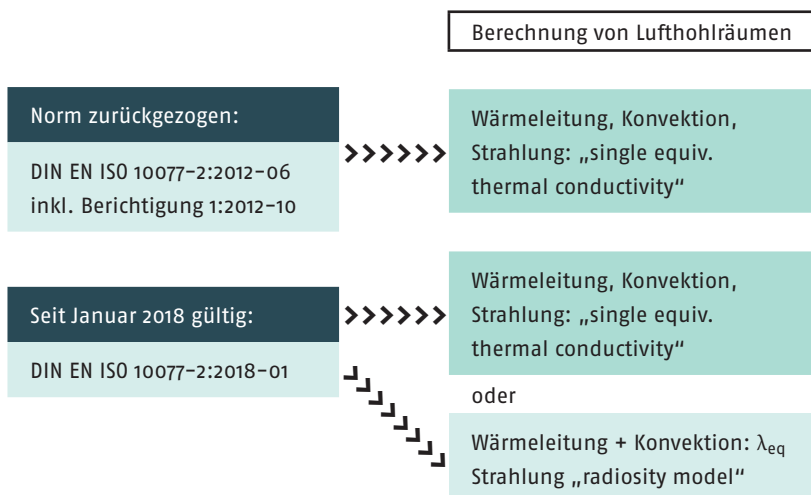 Berechnung von Lufthohlräumen
Norm zurückgezogen:
DIN EN ISO 10077-2:2012-06
inkl. Berichtigung 1:2012-10
Wärmeleitung, Konvektion,
Strahlung: „single equiv.
thermal conductivity“
Seit Januar 2018 gültig:
DIN EN ISO 10077-2:2018-01
Wärmeleitung, Konvektion,
Strahlung: „single equiv.
thermal conductivity“
oder
Wärmeleitung + Konvektion: λeq
Strahlung „radiosity model“